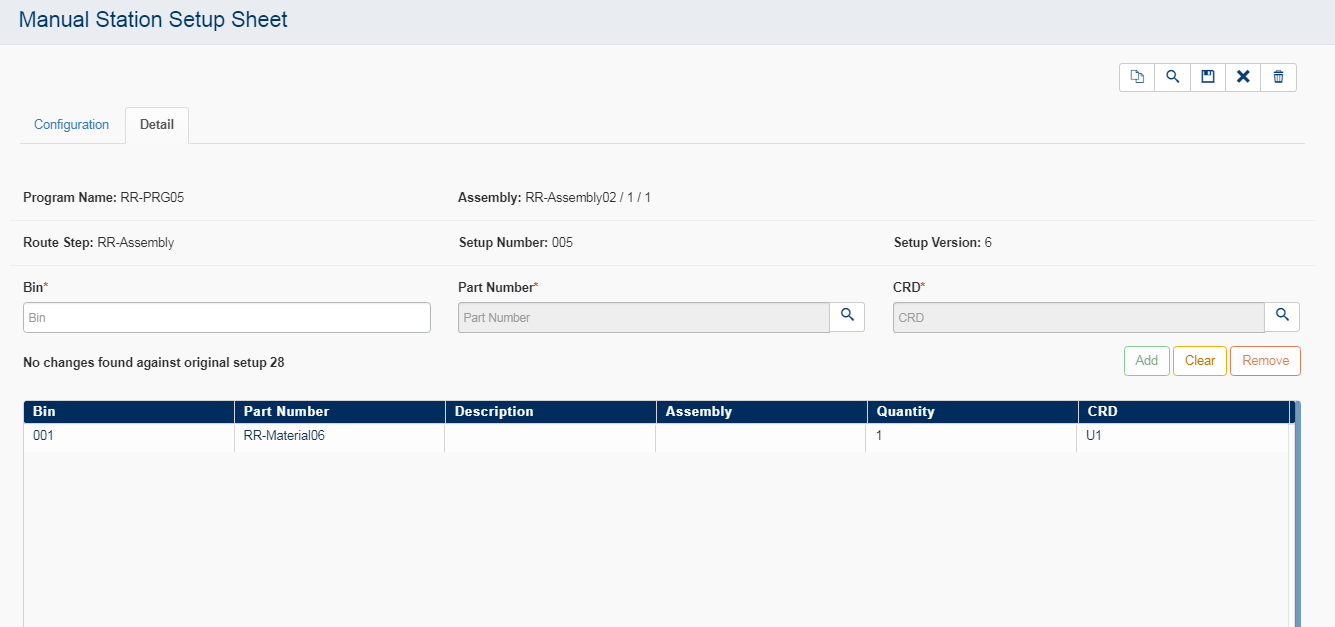 Manual Station Setup Sheet
Configuration
Detail
Program Name: RR-PRG05
Assembly: RR-Assembly02 / 1 / 1
Route Step: RR-Assembly
Setup Number: 005
Setup Version: 6
Bin*
Part Number*
CRD*
Bin
Part Number
CRD
No changes found against original setup 28
Add
Clear
Remove
Bin Part Number Description Assembly Quantity CRD
001 RR-Material06 1 U1